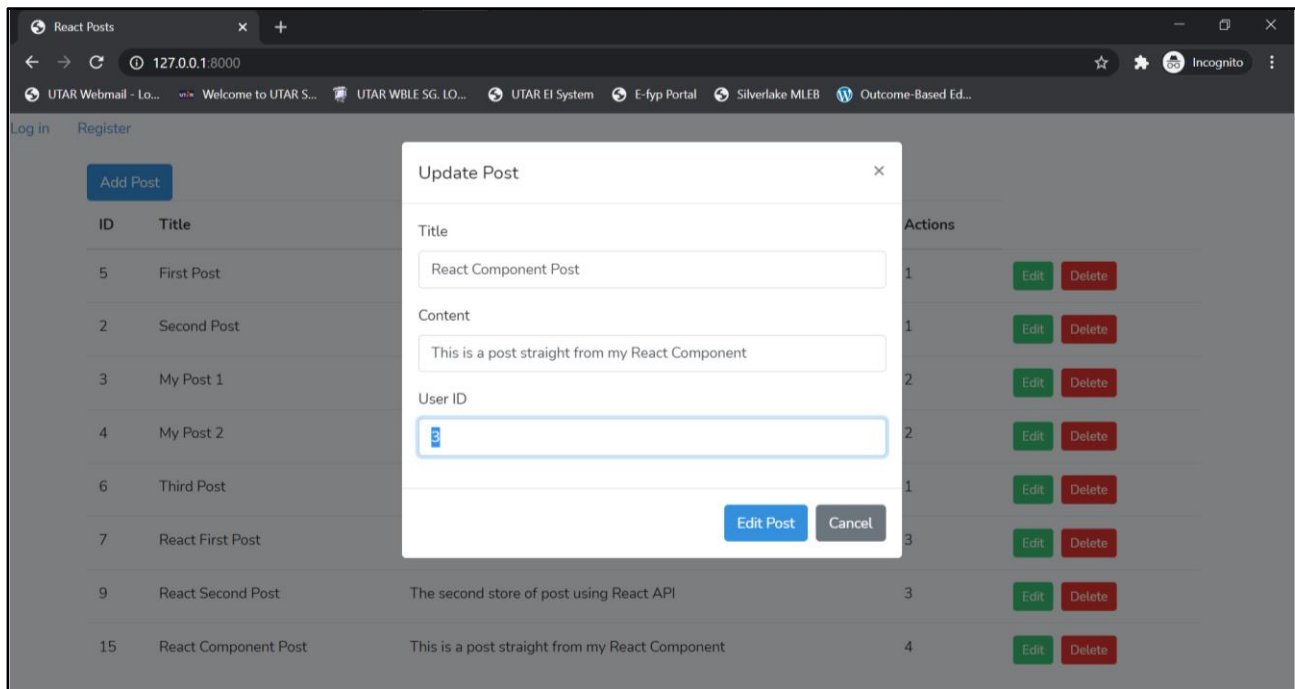 React Posts
127.0.0.1:8000
Incognito
UTAR Webmail - Lo... Welcome to UTAR S... UTAR WBLE SG. LO... UTAR EI System E-fyp Portal Silverlake MLEB Outcome-Based Ed...
Log in Register
Add Post
ID Title Actions
5 First Post 1 Edit Delete
2 Second Post 1 Edit Delete
3 My Post 1 2 Edit Delete
4 My Post 2 2 Edit Delete
6 Third Post 1 Edit Delete
7 React First Post 3 Edit Delete
9 React Second Post The second store of post using React API 3 Edit Delete
15 React Component Post This is a post straight from my React Component 4 Edit Delete
Update Post
Title
React Component Post
Content
This is a post straight from my React Component
User ID
3
Edit Post Cancel